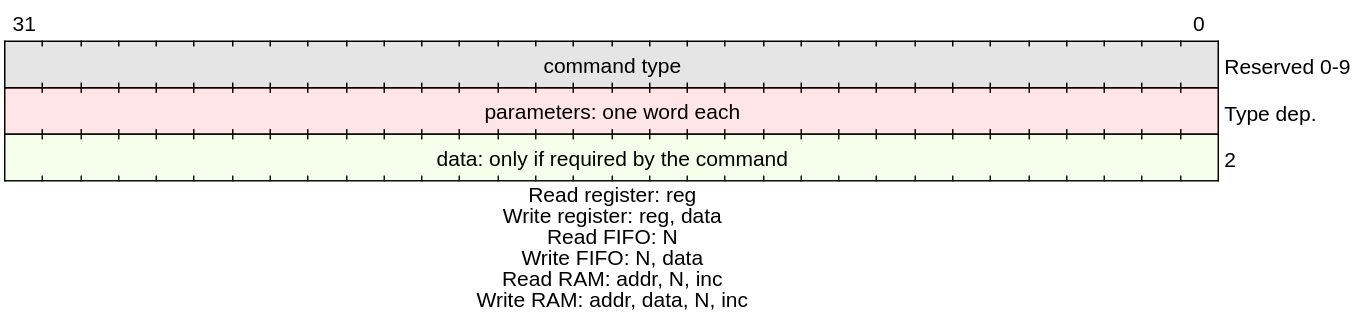 31 0
command type Reserved 0-9
parameters: one word each Type dep.
data: only if required by the command 2
Read register: reg
Write register: reg, data
Read FIFO: N
Write FIFO: N, data
Read RAM: addr, N, inc
Write RAM: addr, data, N, inc